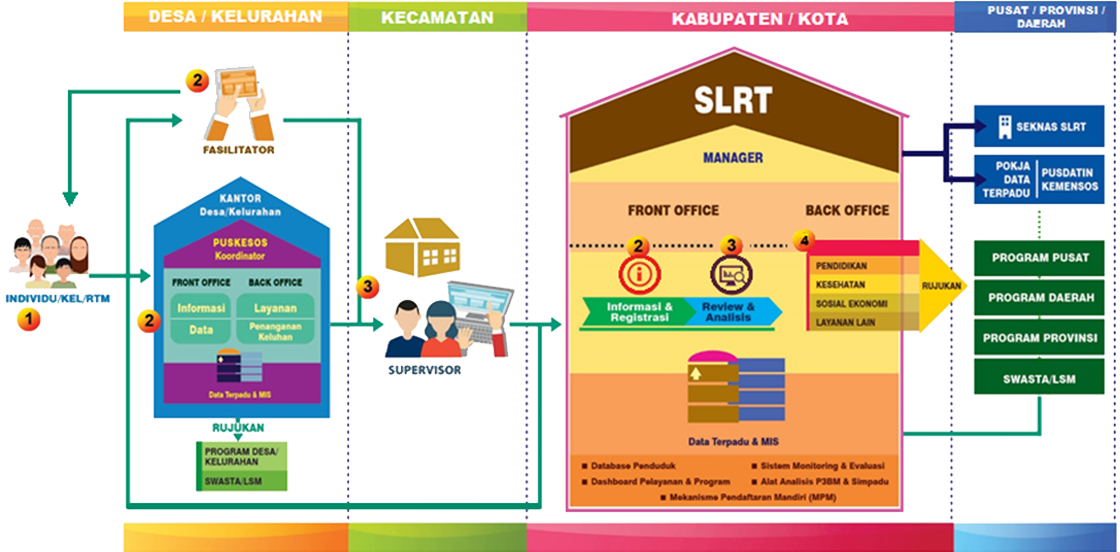 DESA / KELURAHAN
KECAMATAN
KABUPATEN / KOTA
PUSAT / PROVINSI /
DAERAH
2
FASILITATOR
INDIVIDU/KEL/RTM
1
KANTOR
Desa/Kelurahan
PUSKESOS
Koordinator
FRONT OFFICE
BACK OFFICE
Informasi
Layanan
Data
Penanganan
Keluhan
2
Data Terpadu & MIS
RUJUKAN
PROGRAM DESA/
KELURAHAN
SWASTA/LSM
3
SUPERVISOR
SLRT
MANAGER
FRONT OFFICE
BACK OFFICE
2
3
4
Informasi &
Registrasi
Review &
Analisis
PENDIDIKAN
KESEHATAN
SOSIAL EKONOMI
LAYANAN LAIN
RUJUKAN
Data Terpadu & MIS
Database Penduduk
Sistem Monitoring & Evaluasi
Dashboard Pelayanan & Program
Alat Analisis P3BM & Simpadu
Mekanisme Pendaftaran Mandiri (MPM)
SEKNAS SLRT
POKJA
DATA
TERPADU
PUSDATIN
KEMENSOS
PROGRAM PUSAT
PROGRAM DAERAH
PROGRAM PROVINSI
SWASTA/LSM